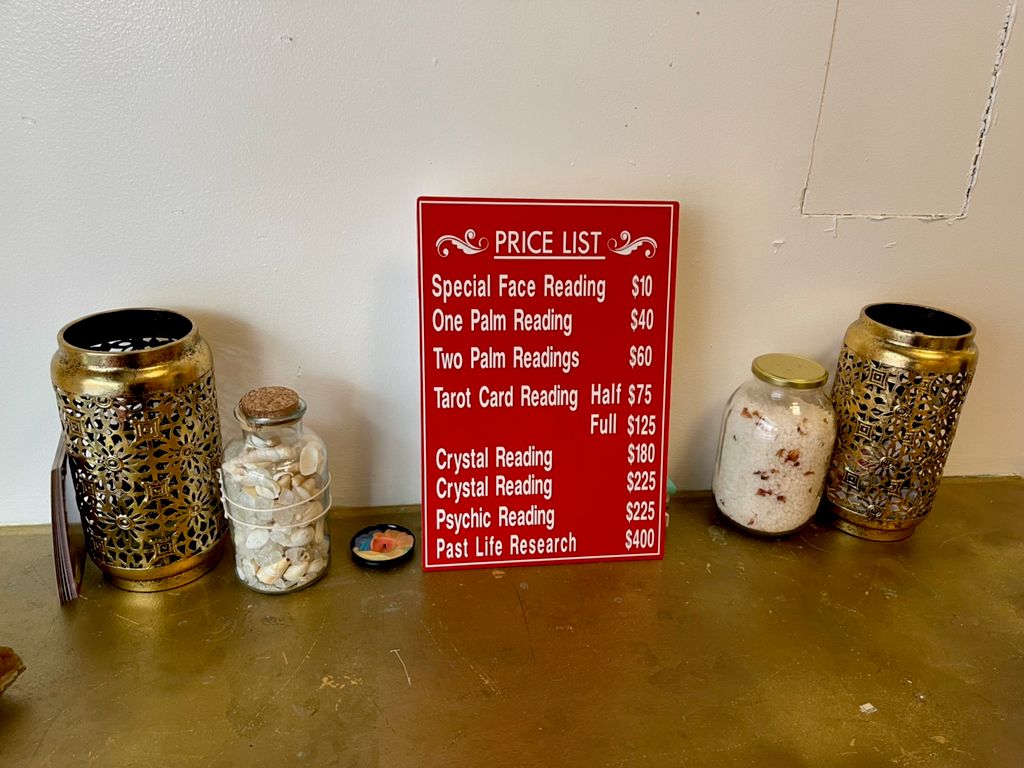 PRICE LIST
Special Face Reading $10
One Palm Reading $40
Two Palm Readings $60
Tarot Card Reading Half $75
Full $125
Crystal Reading $180
Crystal Reading $225
Psychic Reading $225
Past Life Research $400